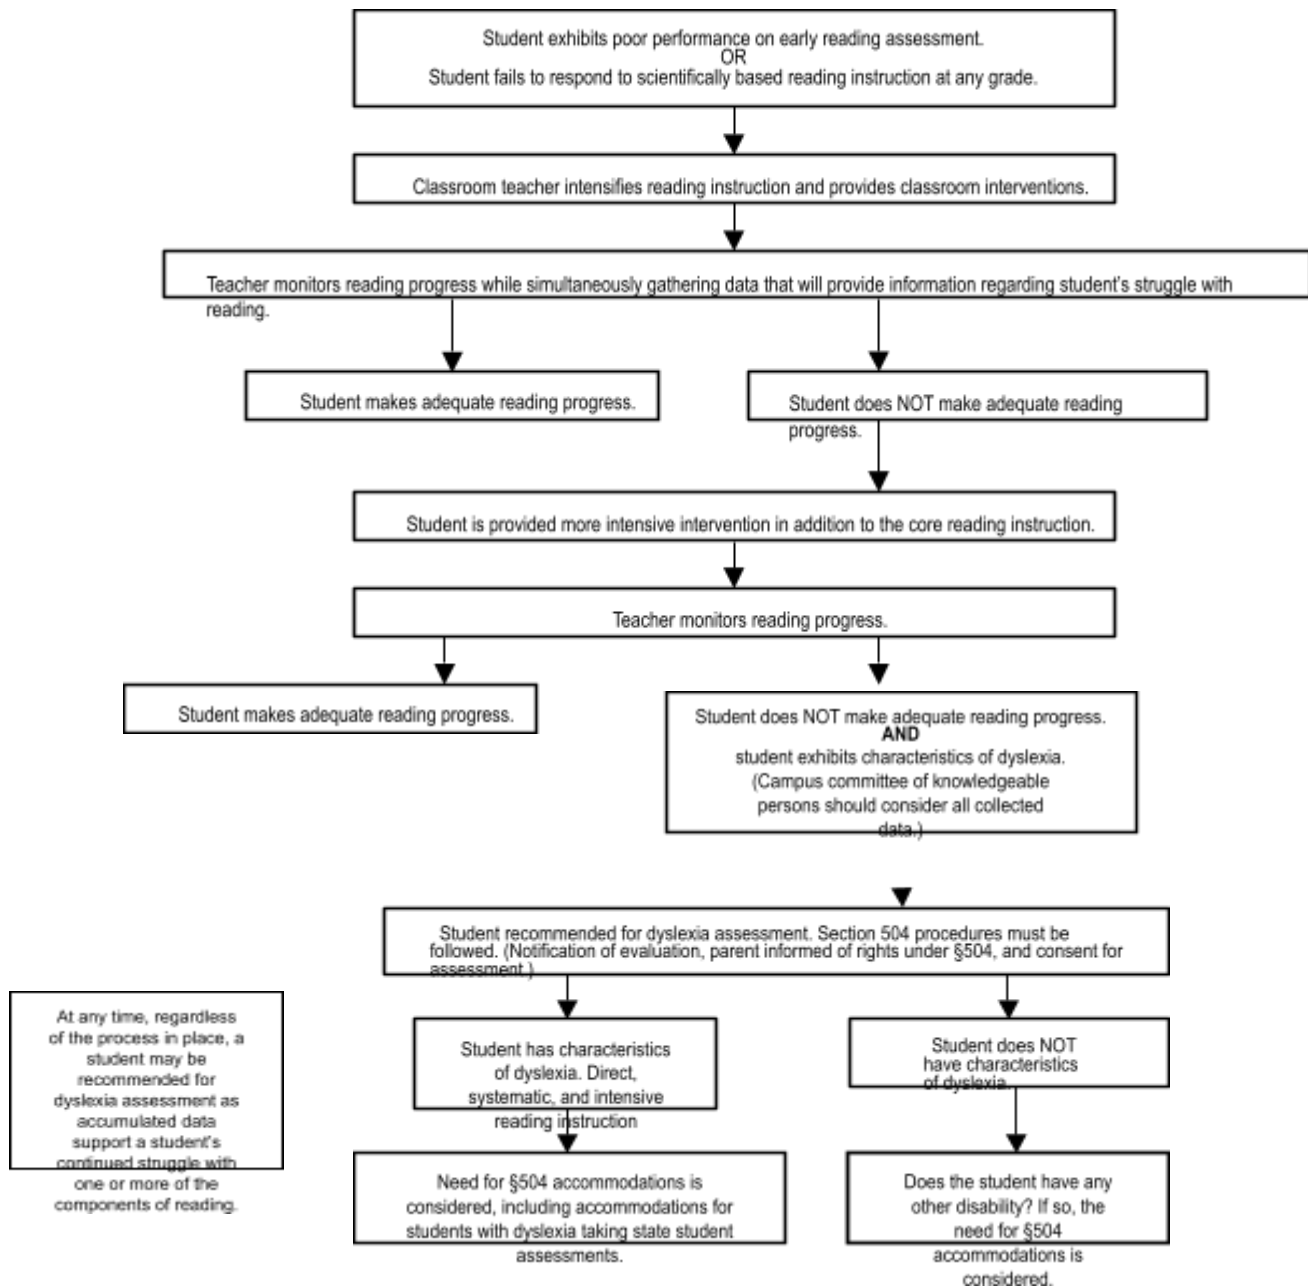 Student exhibits poor performance on early reading assessment.
OR
Student fails to respond to scientifically based reading instruction at any grade.
Classroom teacher intensifies reading instruction and provides classroom interventions.
Teacher monitors reading progress while simultaneously gathering data that will provide information regarding student's struggle with
reading.
Student makes adequate reading progress.
Student does NOT make adequate reading
progress.
Student is provided more intensive intervention in addition to the core reading instruction.
Teacher monitors reading progress.
Student makes adequate reading progress.
Student does NOT make adequate reading progress.
AND
student exhibits characteristics of dyslexia.
(Campus committee of knowledgeable
persons should consider all collected
data.)
Student recommended for dyslexia assessment. Section 504 procedures must be
followed. (Notification of evaluation, parent informed of rights under §504, and consent for
assessment.)
At any time, regardless
of the process in place, a
student may be
recommended for
dyslexia assessment as
accumulated data
support a student's
continued struggle with
one or more of the
components of reading.
Student has characteristics
of dyslexia. Direct,
systematic, and intensive
reading instruction
Student does NOT
have characteristics
of dyslexia.
Need for §504 accommodations is
considered, including accommodations for
students with dyslexia taking state student
assessments.
Does the student have any
other disability? If so, the
need for §504
accommodations is
considered.